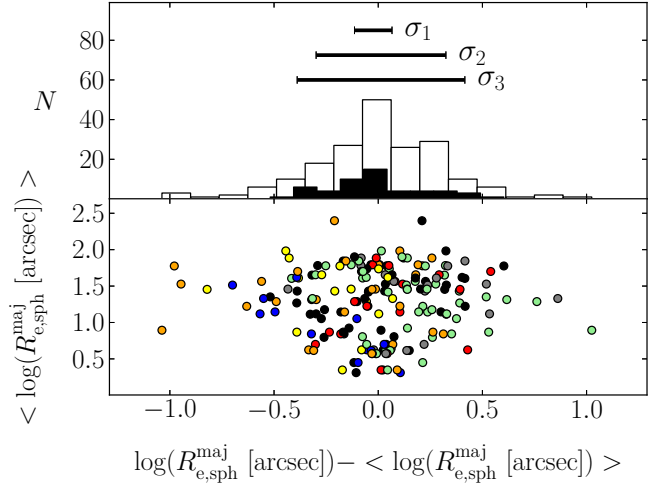 80
60
40
20
N
σ₁
σ₂
σ₃
2.5
2.0
1.5
1.0
0.5
< log(R^maj_e,sph [arcsec]) >
−1.0 −0.5 0.0 0.5 1.0
log(R^maj_e,sph [arcsec])− < log(R^maj_e,sph [arcsec]) >